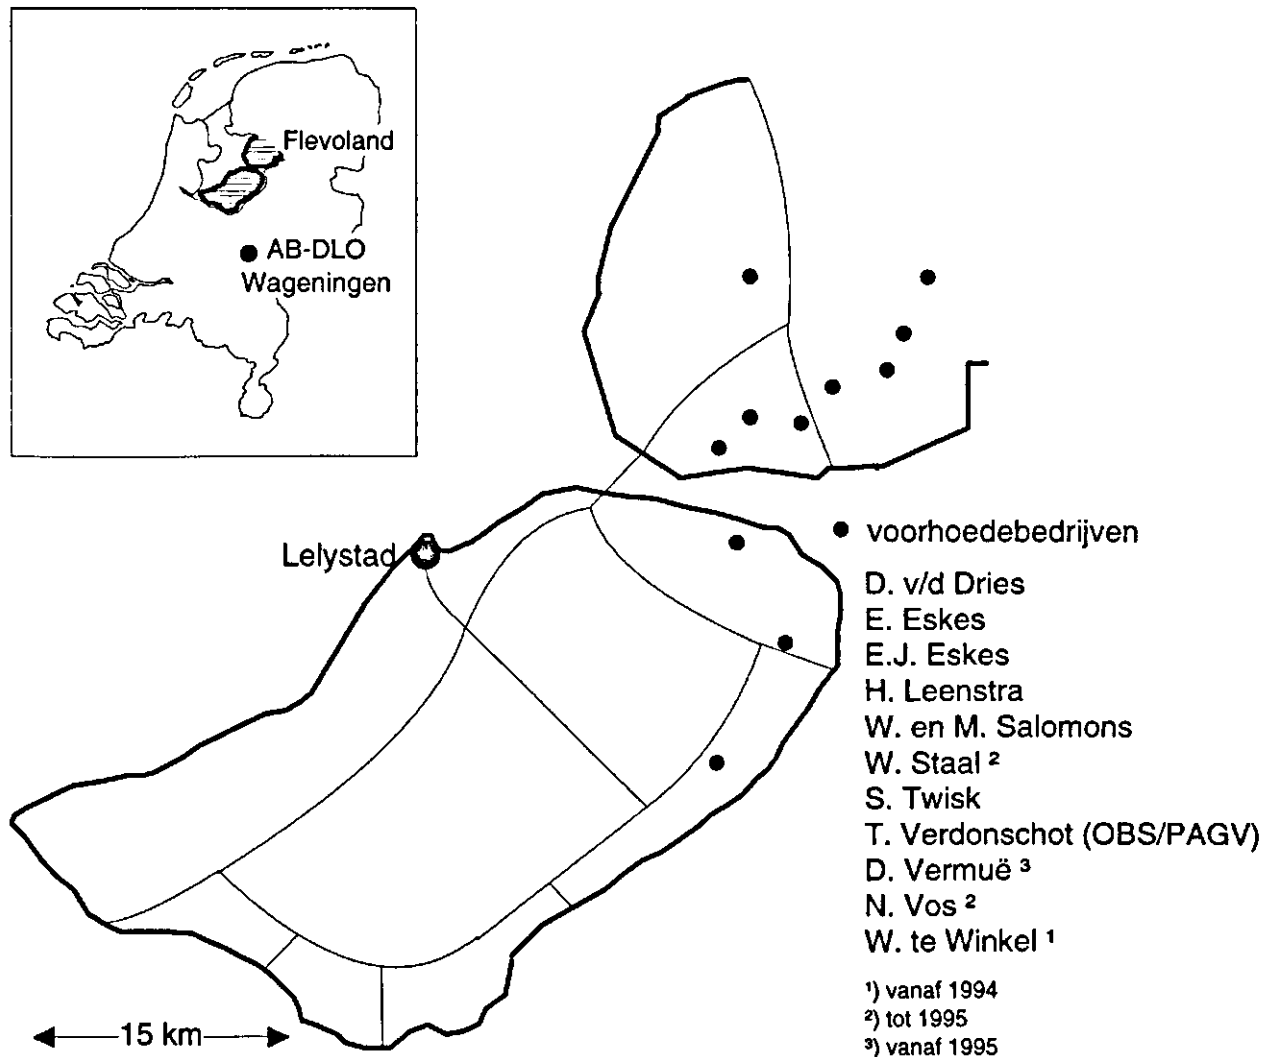 Flevoland
AB-DLO
Wageningen
Lelystad
voorhoedebedrijven
D. v/d Dries
E. Eskes
E.J. Eskes
H. Leenstra
W. en M. Salomons
W. Staal ²
S. Twisk
T. Verdonschot (OBS/PAGV)
D. Vermuë ³
N. Vos ²
W. te Winkel ¹
¹) vanaf 1994
²) tot 1995
³) vanaf 1995
15 km